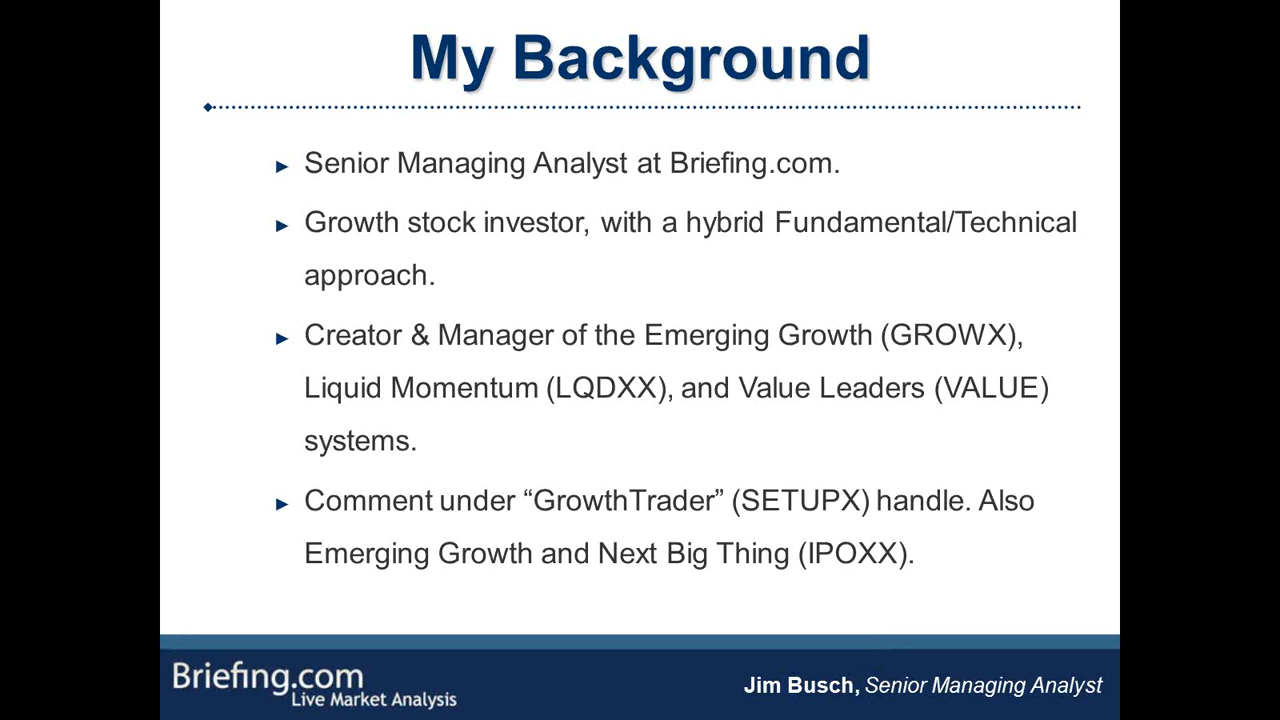 My Background
► Senior Managing Analyst at Briefing.com.
► Growth stock investor, with a hybrid Fundamental/Technical
approach.
► Creator & Manager of the Emerging Growth (GROWX),
Liquid Momentum (LQDXX), and Value Leaders (VALUE)
systems.
► Comment under “GrowthTrader” (SETUPX) handle. Also
Emerging Growth and Next Big Thing (IPOXX).
Briefing.com
Live Market Analysis
Jim Busch, Senior Managing Analyst